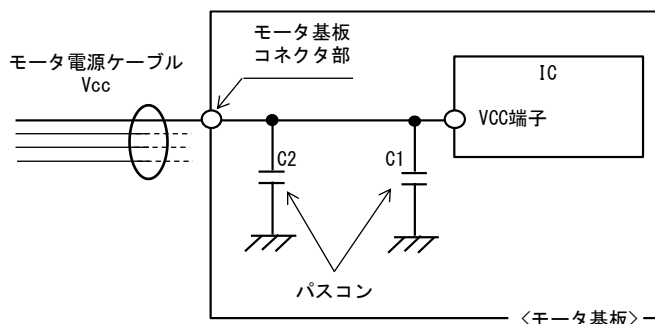 モータ基板
コネクタ部
モータ電源ケーブル
Vcc
IC
VCC端子
C2
C1
パスコン
<モータ基板>